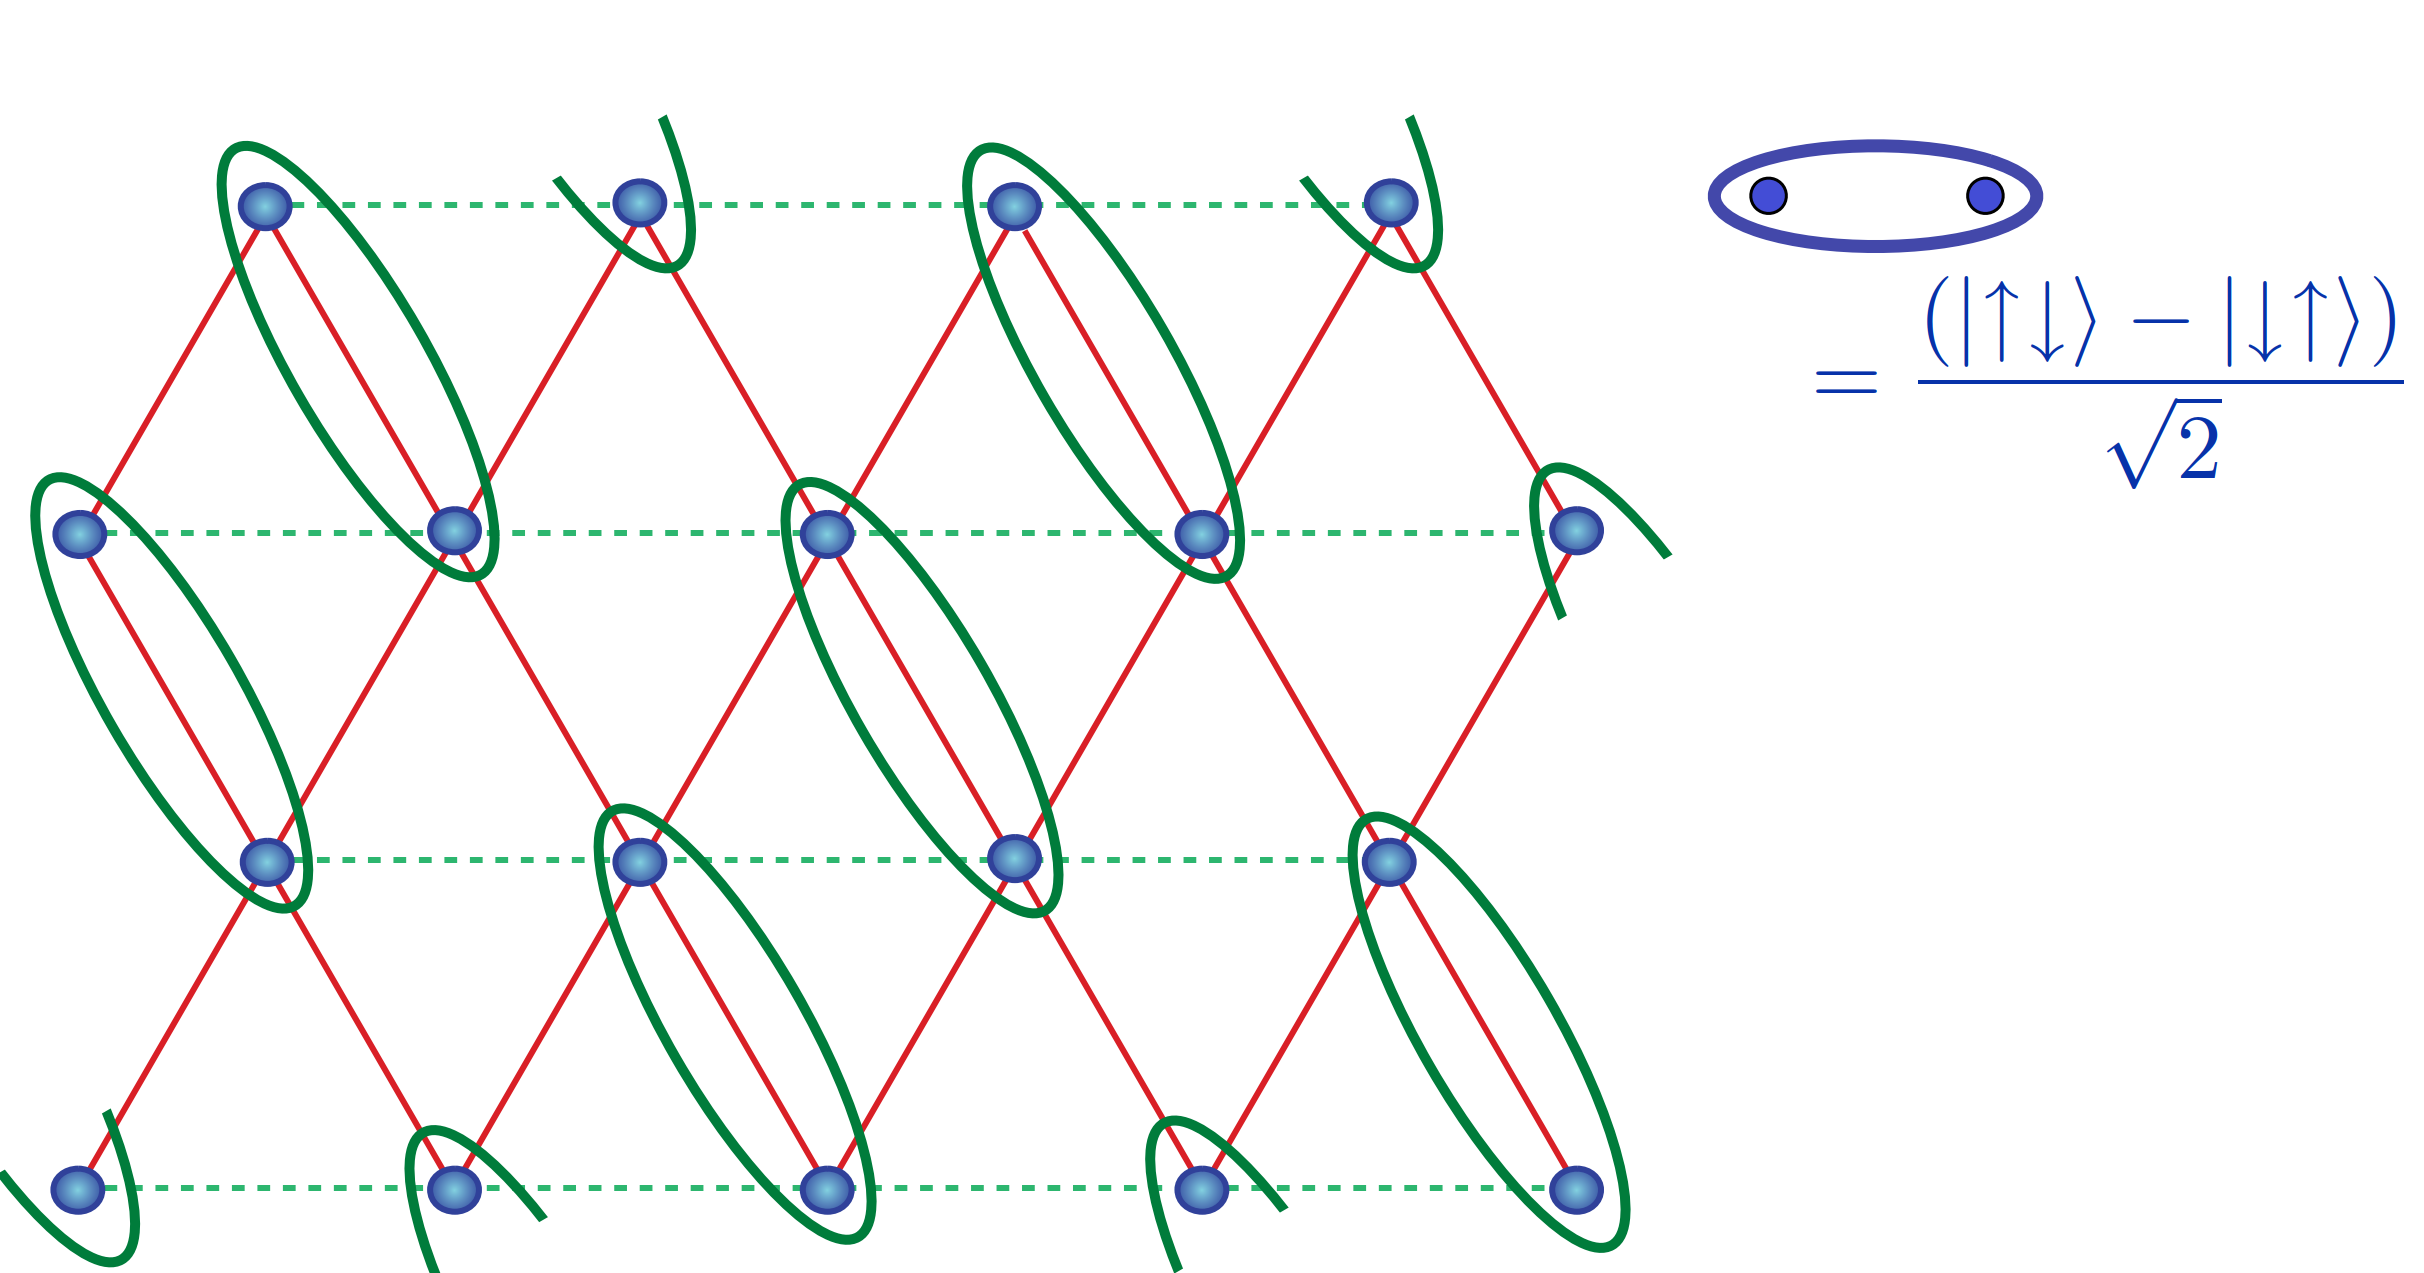 = (|↑↓⟩ − |↓↑⟩) / √2